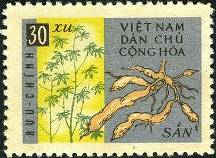 30 xu
BƯU-CHÍNH
VIỆT NAM
DÂN CHỦ
CỘNG HÒA
SẮN